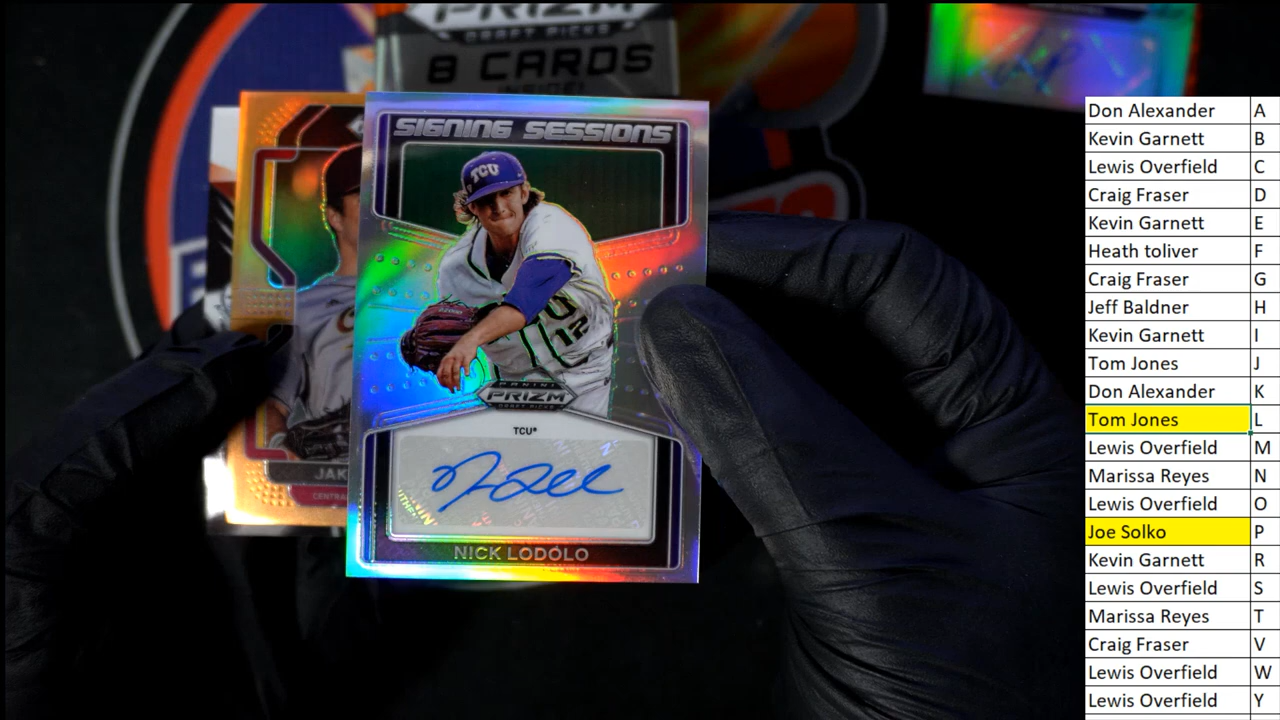 PRIZM
DRAFT PICKS
8 CARDS
INSIDE!
SIGNING SESSIONS
TCU
12
PANINI
PRIZM
DRAFT PICKS
TCU®
NICK LODOLO
JAK
CENTRAL
Don Alexander A
Kevin Garnett B
Lewis Overfield C
Craig Fraser D
Kevin Garnett E
Heath toliver F
Craig Fraser G
Jeff Baldner H
Kevin Garnett I
Tom Jones J
Don Alexander K
Tom Jones L
Lewis Overfield M
Marissa Reyes N
Lewis Overfield O
Joe Solko P
Kevin Garnett R
Lewis Overfield S
Marissa Reyes T
Craig Fraser V
Lewis Overfield W
Lewis Overfield Y